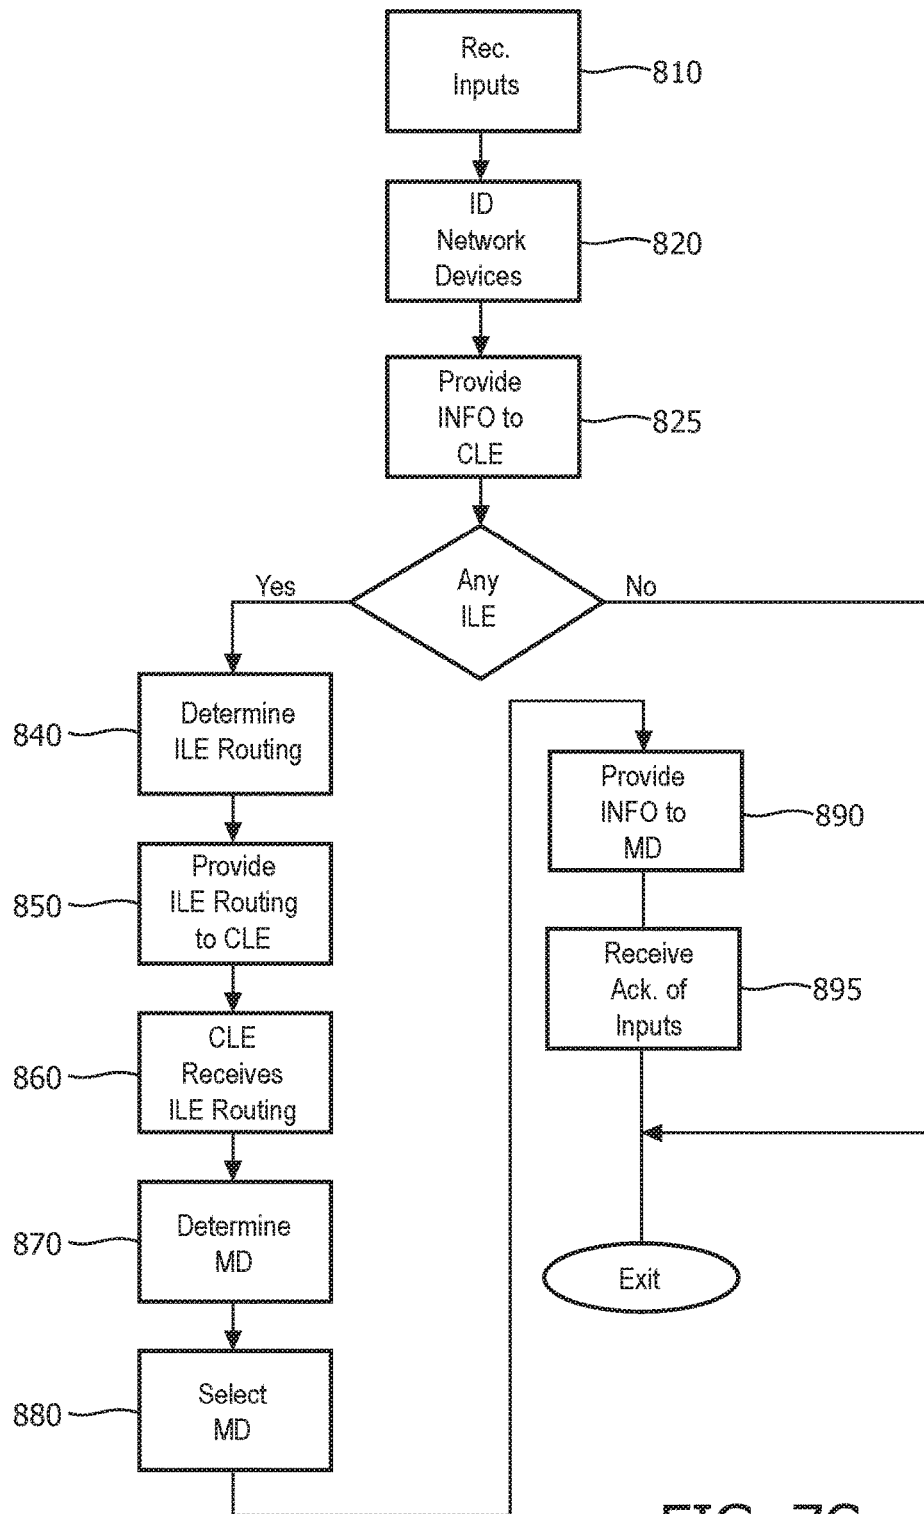 Rec.
Inputs
810
ID
Network
Devices
820
Provide
INFO to
CLE
825
Any
ILE
Yes
No
Determine
ILE Routing
840
Provide
ILE Routing
to CLE
850
CLE
Receives
ILE Routing
860
Determine
MD
870
Select
MD
880
Provide
INFO to
MD
890
Receive
Ack. of
Inputs
895
Exit
FIG. 7C